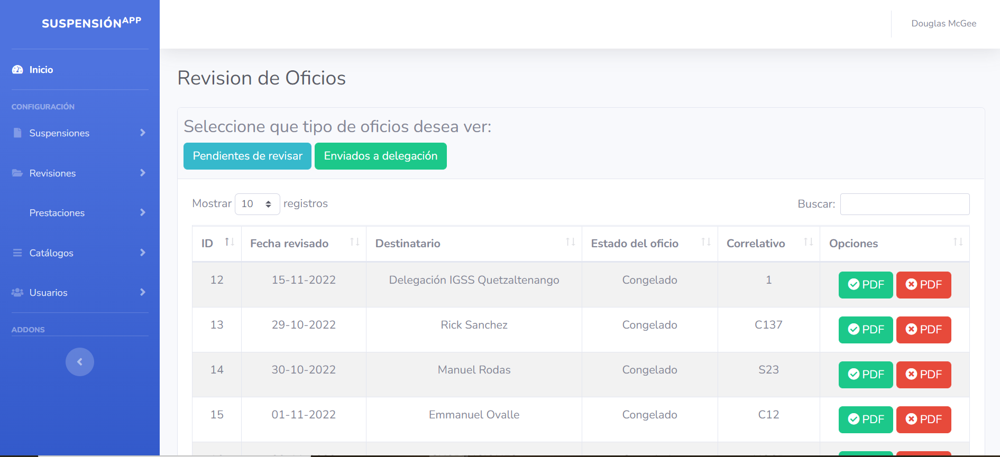 SUSPENSIÓN APP
Douglas McGee
Inicio
Revision de Oficios
CONFIGURACIÓN
Suspensiones
Revisiones
Prestaciones
Catálogos
Usuarios
ADDONS
Seleccione que tipo de oficios desea ver:
Pendientes de revisar Enviados a delegación
Mostrar 10 registros Buscar:
ID Fecha revisado Destinatario Estado del oficio Correlativo Opciones
12 15-11-2022 Delegación IGSS Quetzaltenango Congelado 1 PDF PDF
13 29-10-2022 Rick Sanchez Congelado C137 PDF PDF
14 30-10-2022 Manuel Rodas Congelado S23 PDF PDF
15 01-11-2022 Emmanuel Ovalle Congelado C12 PDF PDF